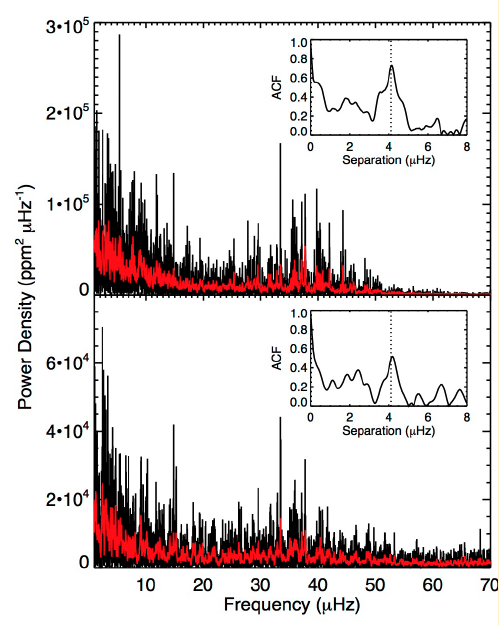 3•10⁵
2•10⁵
1•10⁵
0
1.0
0.8
0.6
0.4
0.2
0.0
ACF
0 2 4 6 8
Separation (μHz)
Power Density (ppm² μHz⁻¹)
6•10⁴
4•10⁴
2•10⁴
0
1.0
0.8
0.6
0.4
0.2
0.0
ACF
0 2 4 6 8
Separation (μHz)
10 20 30 40 50 60 70
Frequency (μHz)